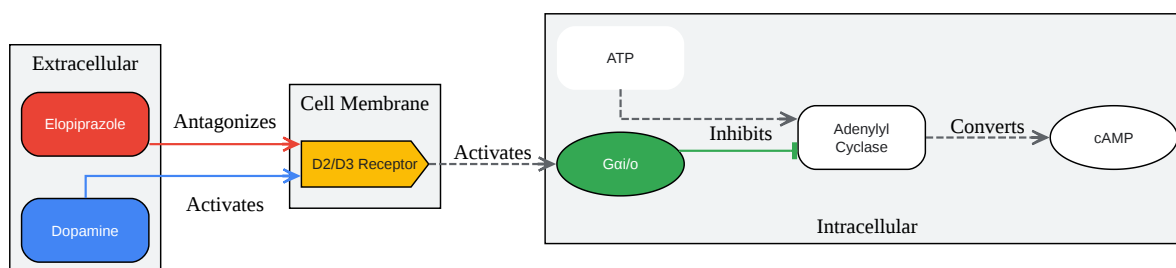 Extracellular
Elopiprazole
Dopamine
Antagonizes
Activates
Cell Membrane
D2/D3 Receptor
Activates
ATP
Gαi/o
Inhibits
Adenylyl
Cyclase
Converts
cAMP
Intracellular